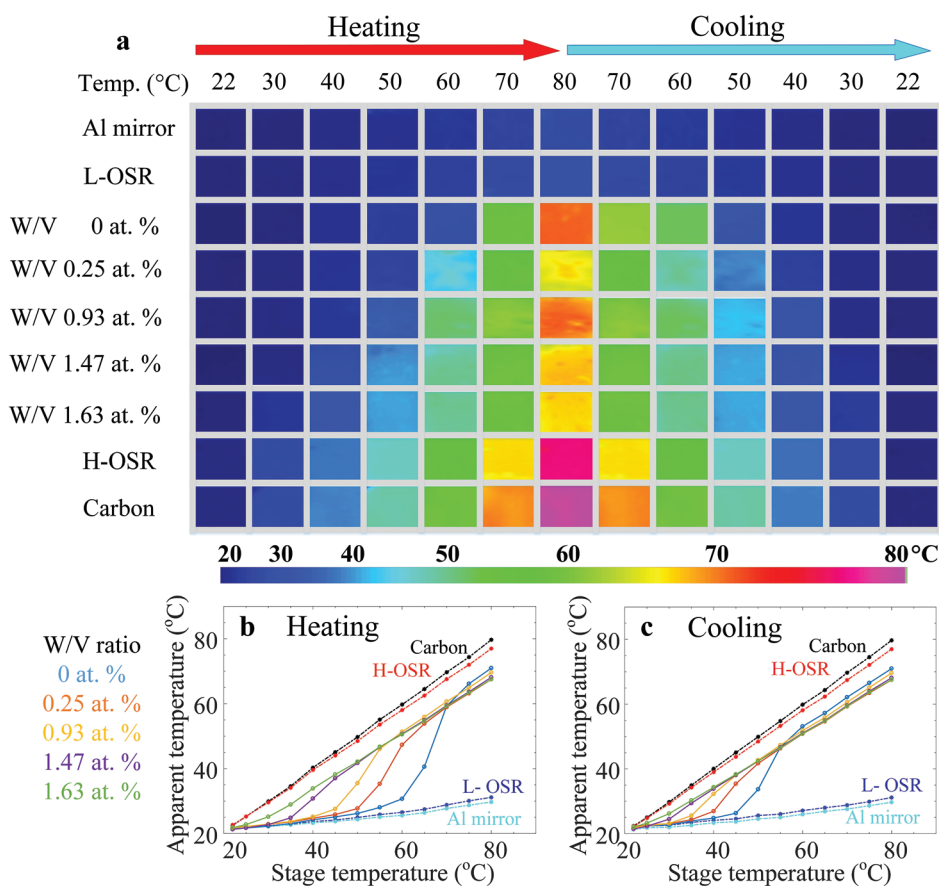 Heating Cooling
a
Temp. (°C) 22 30 40 50 60 70 80 70 60 50 40 30 22
Al mirror
L-OSR
W/V 0 at. %
W/V 0.25 at. %
W/V 0.93 at. %
W/V 1.47 at. %
W/V 1.63 at. %
H-OSR
Carbon
20 30 40 50 60 70 80 °C
W/V ratio
0 at. %
0.25 at. %
0.93 at. %
1.47 at. %
1.63 at. %
b Heating
Apparent temperature (°C)
80
60
40
20
Carbon
H-OSR
L- OSR
Al mirror
20 40 60 80
Stage temperature (°C)
c Cooling
Apparent temperature (°C)
80
60
40
20
Carbon
H-OSR
L- OSR
Al mirror
20 40 60 80
Stage temperature (°C)